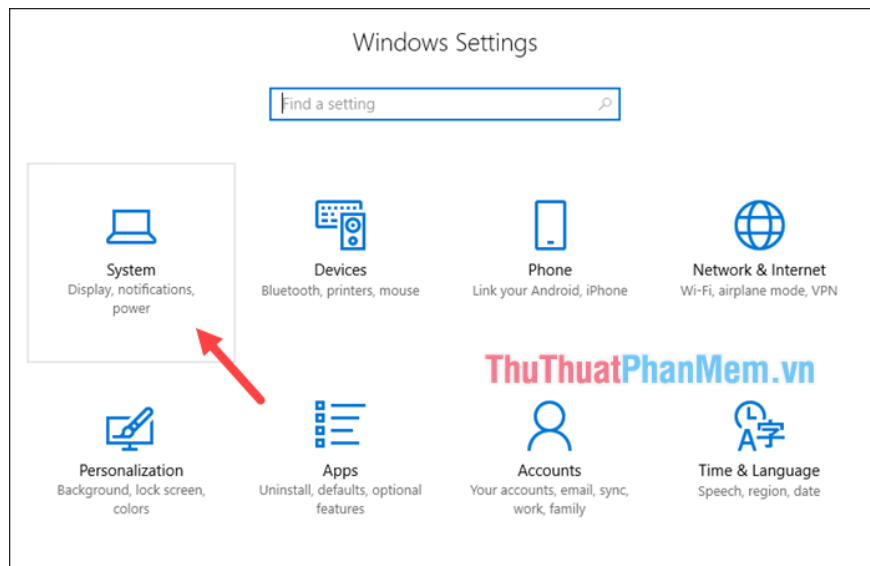 Windows Settings
Find a setting
System
Display, notifications,
power
Devices
Bluetooth, printers, mouse
Phone
Link your Android, iPhone
Network & Internet
Wi-Fi, airplane mode, VPN
ThuThuatPhanMem.vn
Personalization
Background, lock screen,
colors
Apps
Uninstall, defaults, optional
features
Accounts
Your accounts, email, sync,
work, family
A字
Time & Language
Speech, region, date